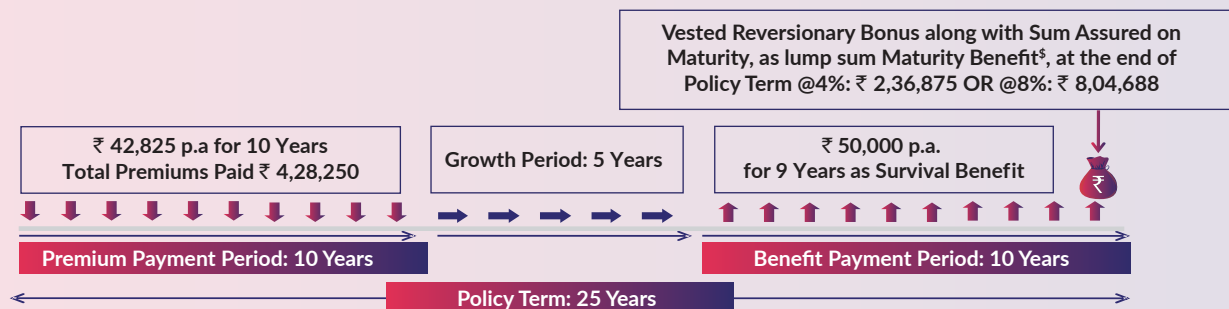 Vested Reversionary Bonus along with Sum Assured on
Maturity, as lump sum Maturity Benefit$, at the end of
Policy Term @4%: ₹ 2,36,875 OR @8%: ₹ 8,04,688
₹ 42,825 p.a for 10 Years
Total Premiums Paid ₹ 4,28,250
Growth Period: 5 Years
₹ 50,000 p.a.
for 9 Years as Survival Benefit
₹
Premium Payment Period: 10 Years
Benefit Payment Period: 10 Years
Policy Term: 25 Years